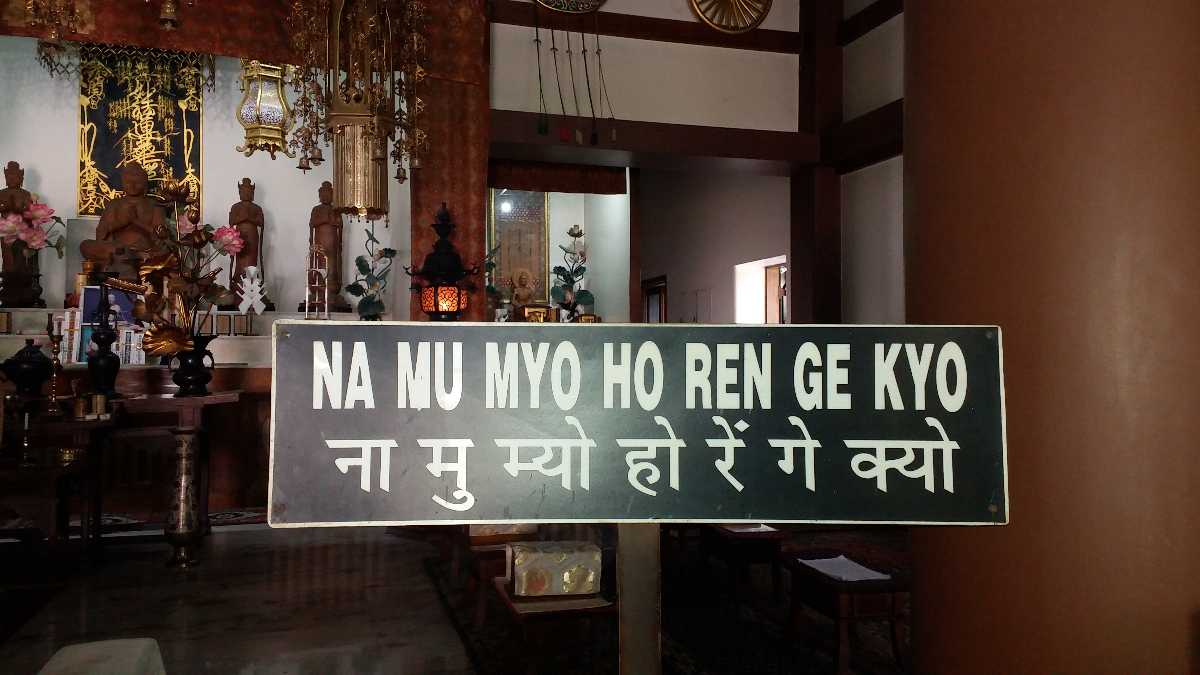 NA MU MYO HO REN GE KYO
ना मु म्यो हो रें गे क्यो